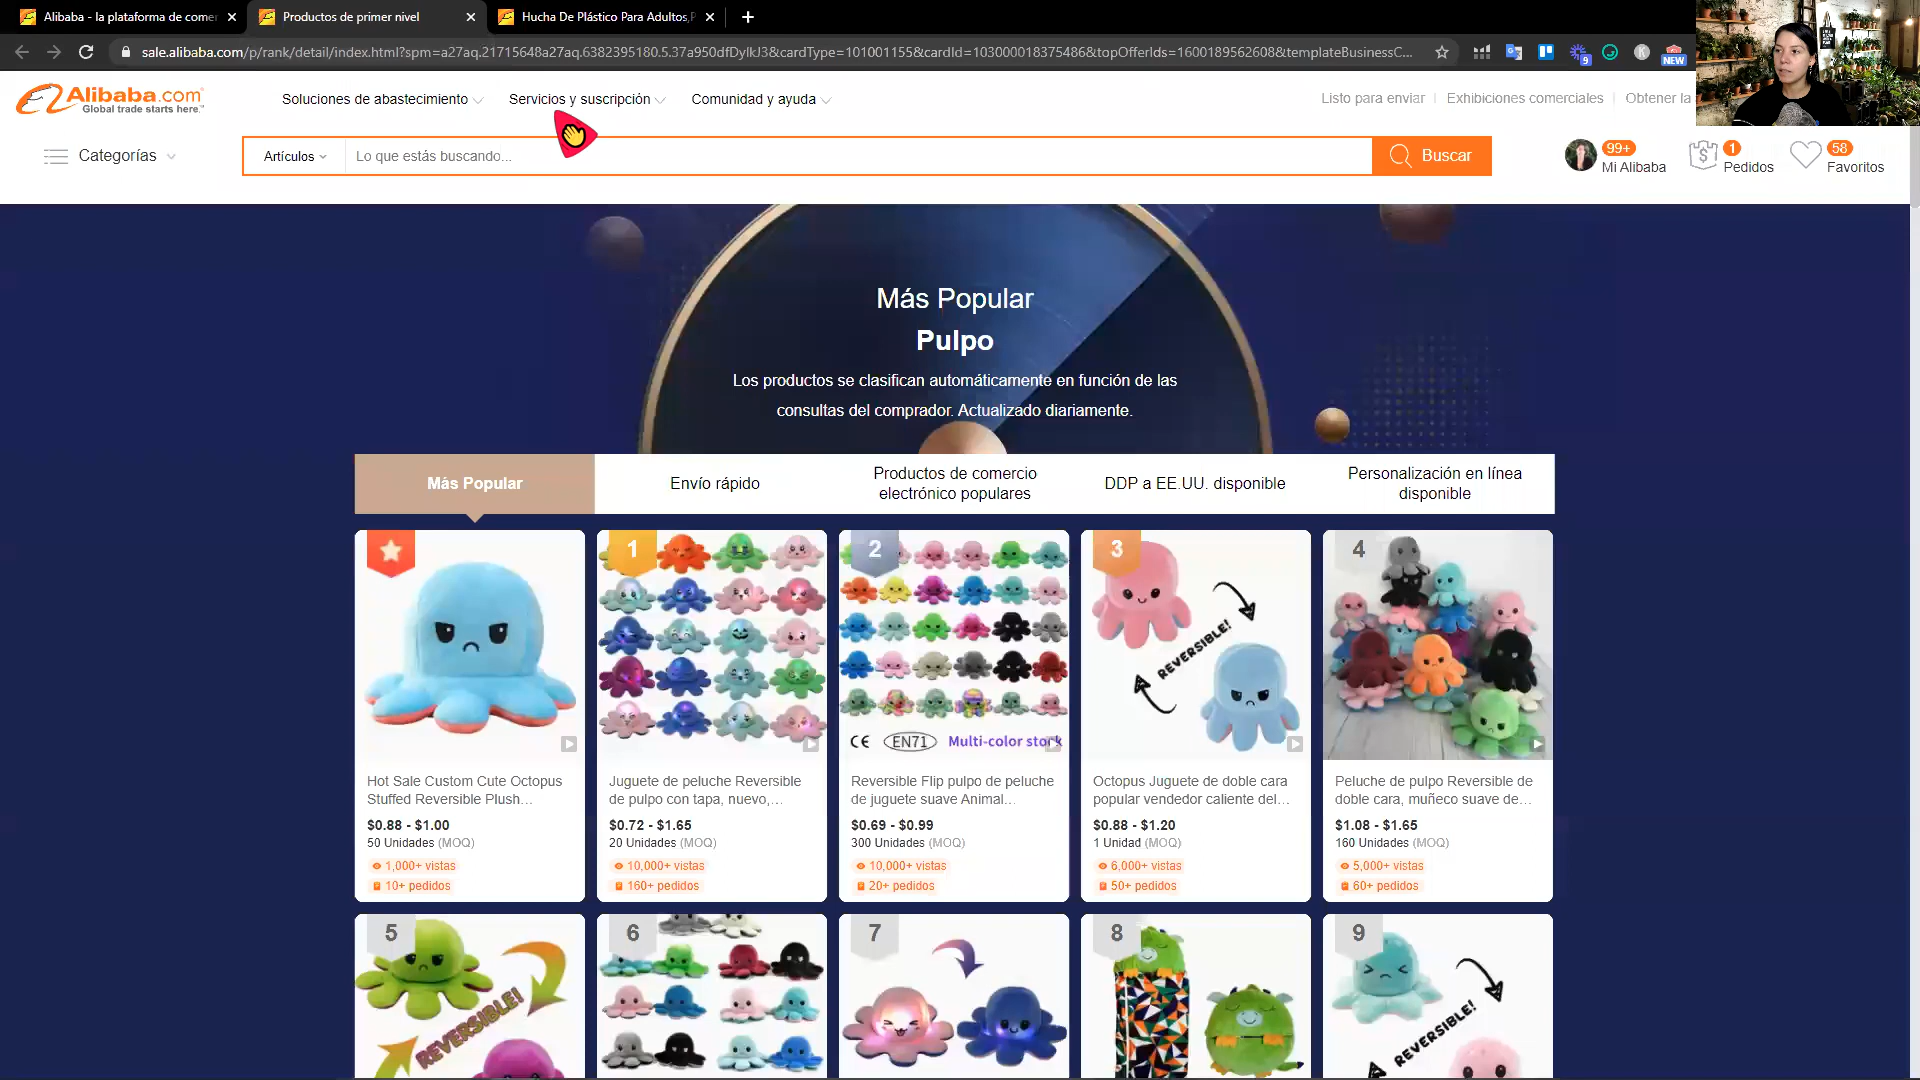 Alibaba - la plataforma de comer
Productos de primer nivel
Hucha De Plástico Para Adultos,P
sale.alibaba.com/p/rank/detail/index.html?spm=a27aq.21715648a27aq.6382395180.5.37a950dfDylkJ3&cardType=101001155&cardId=103000018375486&topOfferIds=1600189562608&templateBusinessC...
9
NEW
Alibaba.com
Global trade starts here.™
Soluciones de abastecimiento
Servicios y suscripción
Comunidad y ayuda
Listo para enviar
Exhibiciones comerciales
Obtener la
Categorías
Artículos
Lo que estás buscando...
Buscar
99+
Mi Alibaba
1
Pedidos
58
Favoritos
Más Popular
Pulpo
Los productos se clasifican automáticamente en función de las
consultas del comprador. Actualizado diariamente.
Más Popular
Envío rápido
Productos de comercio
electrónico populares
DDP a EE.UU. disponible
Personalización en línea
disponible
1
2
3
4
REVERSIBLE!
CE
EN71
Multi-color stork
Hot Sale Custom Cute Octopus
Stuffed Reversible Plush...
$0.88 - $1.00
50 Unidades (MOQ)
1,000+ vistas
10+ pedidos
Juguete de peluche Reversible
de pulpo con tapa, nuevo,...
$0.72 - $1.65
20 Unidades (MOQ)
10,000+ vistas
160+ pedidos
Reversible Flip pulpo de peluche
de juguete suave Animal...
$0.69 - $0.99
300 Unidades (MOQ)
10,000+ vistas
20+ pedidos
Octopus Juguete de doble cara
popular vendedor caliente del...
$0.88 - $1.20
1 Unidad (MOQ)
6,000+ vistas
50+ pedidos
Peluche de pulpo Reversible de
doble cara, muñeco suave de...
$1.08 - $1.65
160 Unidades (MOQ)
5,000+ vistas
60+ pedidos
5
6
7
8
9
REVERSIBLE!
REVERSIBLE!